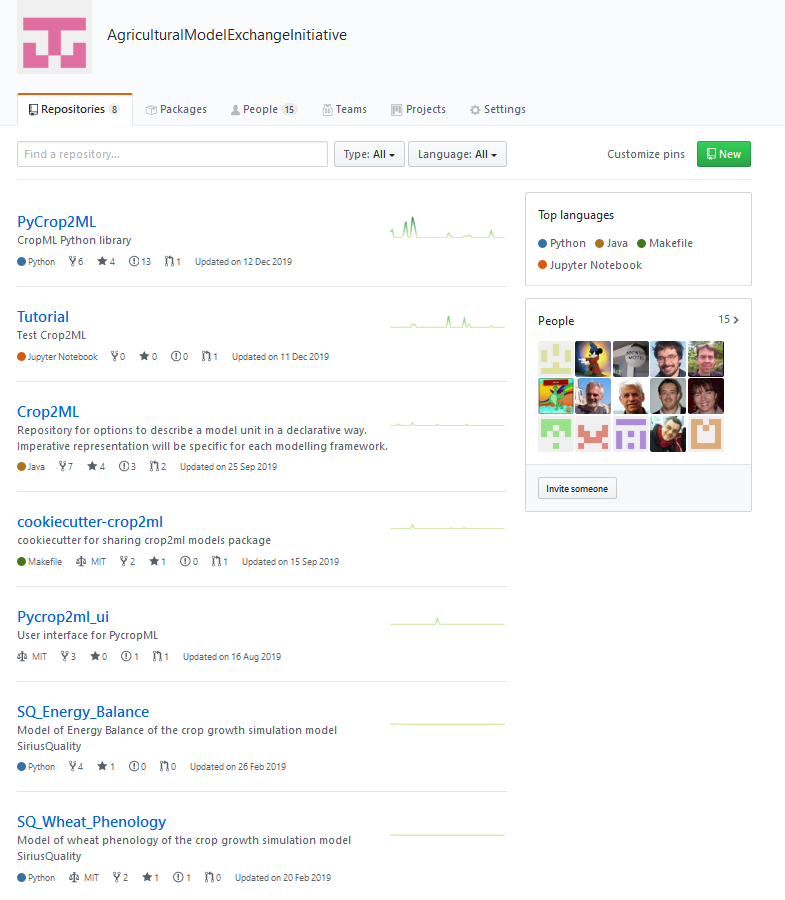 AgriculturalModelExchangeInitiative
Repositories 8 Packages People 15 Teams Projects Settings
Find a repository... Type: All Language: All Customize pins New
PyCrop2ML
CropML Python library
Python 6 4 13 1 Updated on 12 Dec 2019
Tutorial
Test Crop2ML
Jupyter Notebook 0 0 0 1 Updated on 11 Dec 2019
Crop2ML
Repository for options to describe a model unit in a declarative way.
Imperative representation will be specific for each modelling framework.
Java 7 4 3 2 Updated on 25 Sep 2019
cookiecutter-crop2ml
cookiecutter for sharing crop2ml models package
Makefile MIT 2 1 0 1 Updated on 15 Sep 2019
Pycrop2ml_ui
User interface for PycropML
MIT 3 0 1 1 Updated on 16 Aug 2019
SQ_Energy_Balance
Model of Energy Balance of the crop growth simulation model
SiriusQuality
Python 4 1 0 0 Updated on 26 Feb 2019
SQ_Wheat_Phenology
Model of wheat phenology of the crop growth simulation model
SiriusQuality
Python MIT 2 1 1 0 Updated on 20 Feb 2019
Top languages
Python Java Makefile
Jupyter Notebook
People 15
Invite someone